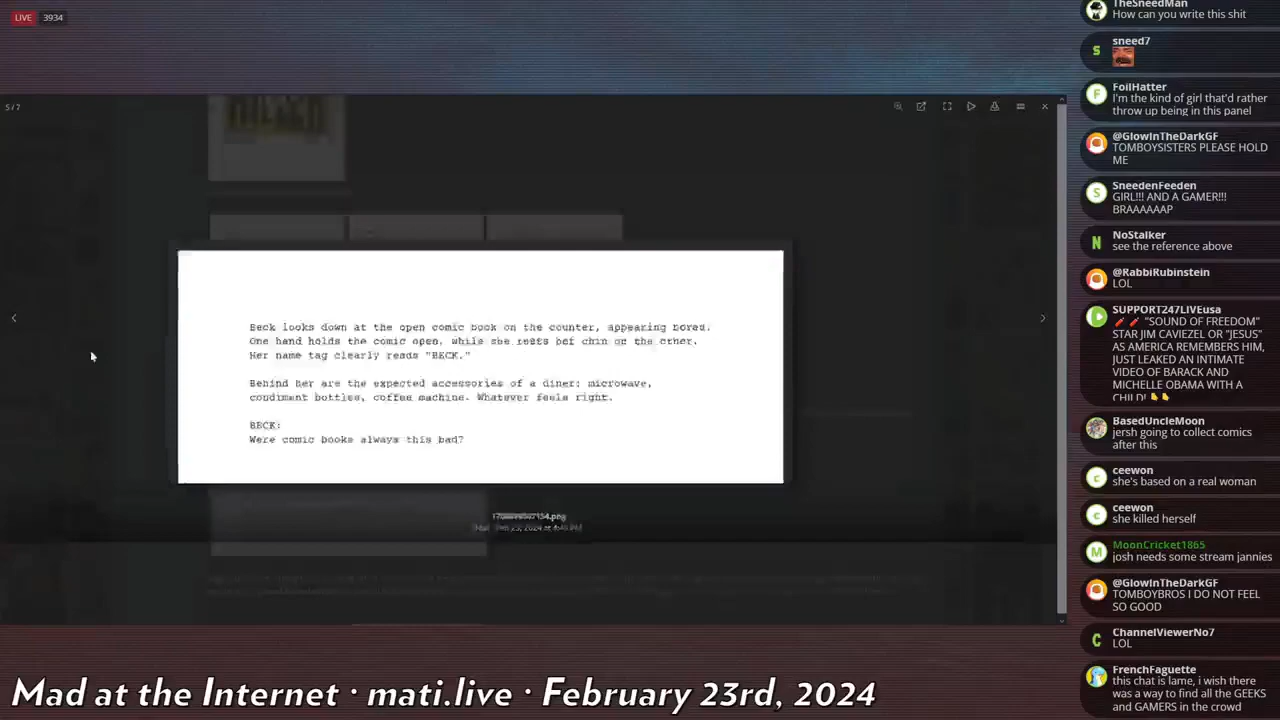 LIVE 3934
TheSneedMan
How can you write this shit
sneed7
S
FoilHatter
F
I'm the kind of girl that'd rather
throw up being in this panel
@GlowInTheDarkGF
TOMBOYSISTERS PLEASE HOLD
ME
SneedenFeeden
S
GIRL!!! AND A GAMER!!!
BRAAAAAP
NoStalker
N
see the reference above
@RabbiRubinstein
LOL
SUPPORT247LIVEusa
"SOUND OF FREEDOM"
STAR JIM CAVIEZEL OR "JESUS"
AS AMERICA REMEMBERS HIM,
JUST LEAKED AN INTIMATE
VIDEO OF BARACK AND
MICHELLE OBAMA WITH A
CHILD!
BasedUncleMoon
jersh going to collect comics
after this
ceewon
c
she's based on a real woman
ceewon
c
she killed herself
MoonCricket1865
M
josh needs some stream jannies
@GlowInTheDarkGF
TOMBOYBROS I DO NOT FEEL
SO GOOD
ChannelViewerNo7
C
LOL
FrenchFaguette
this chat is lame, i wish there
was a way to find all the GEEKS
and GAMERS in the crowd
5 / 7
Beck looks down at the open comic book on the counter, appearing bored.
One hand holds the comic open, while she rests her chin on the other.
Her name tag clearly reads "BECK."
Behind her are the expected accessories of a diner: microwave,
condiment bottles, coffee machine. Whatever feels right.
BECK:
Were comic books always this bad?
Mad at the Internet · mati.live · February 23rd, 2024